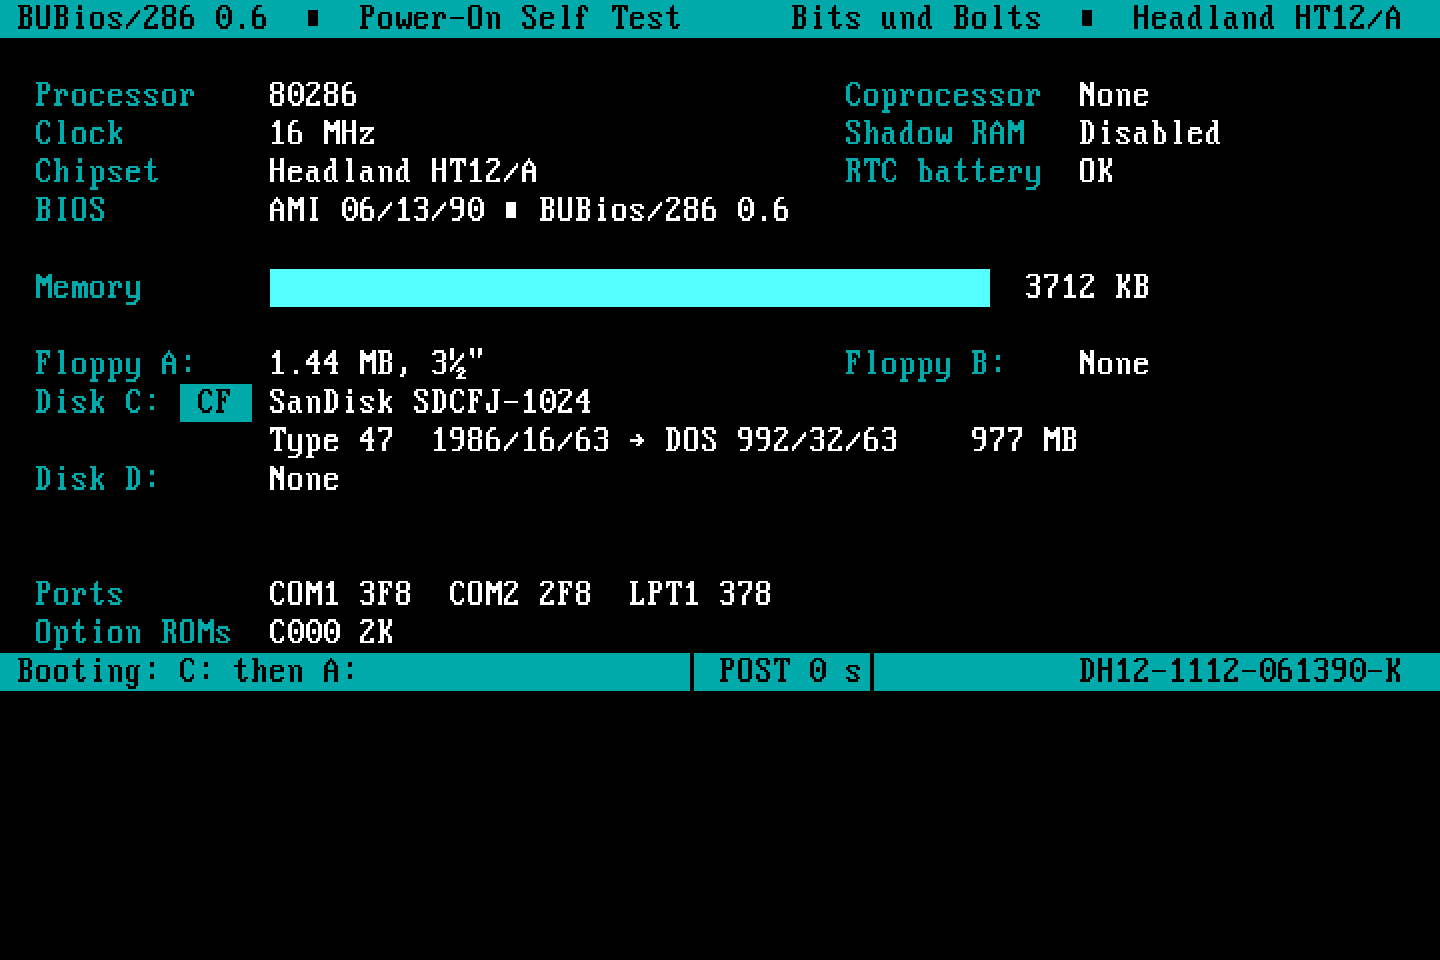 BUBios/286 0.6 ▪ Power-On Self Test Bits und Bolts ▪ Headland HT12/A
Processor 80286 Coprocessor None
Clock 16 MHz Shadow RAM Disabled
Chipset Headland HT12/A RTC battery OK
BIOS AMI 06/13/90 ▪ BUBios/286 0.6
Memory 3712 KB
Floppy A: 1.44 MB, 3½" Floppy B: None
Disk C: CF SanDisk SDCFJ-1024
Type 47 1986/16/63 → DOS 992/32/63 977 MB
Disk D: None
Ports COM1 3F8 COM2 2F8 LPT1 378
Option ROMs C000 2K
Booting: C: then A: POST 0 s DH12-1112-061390-K